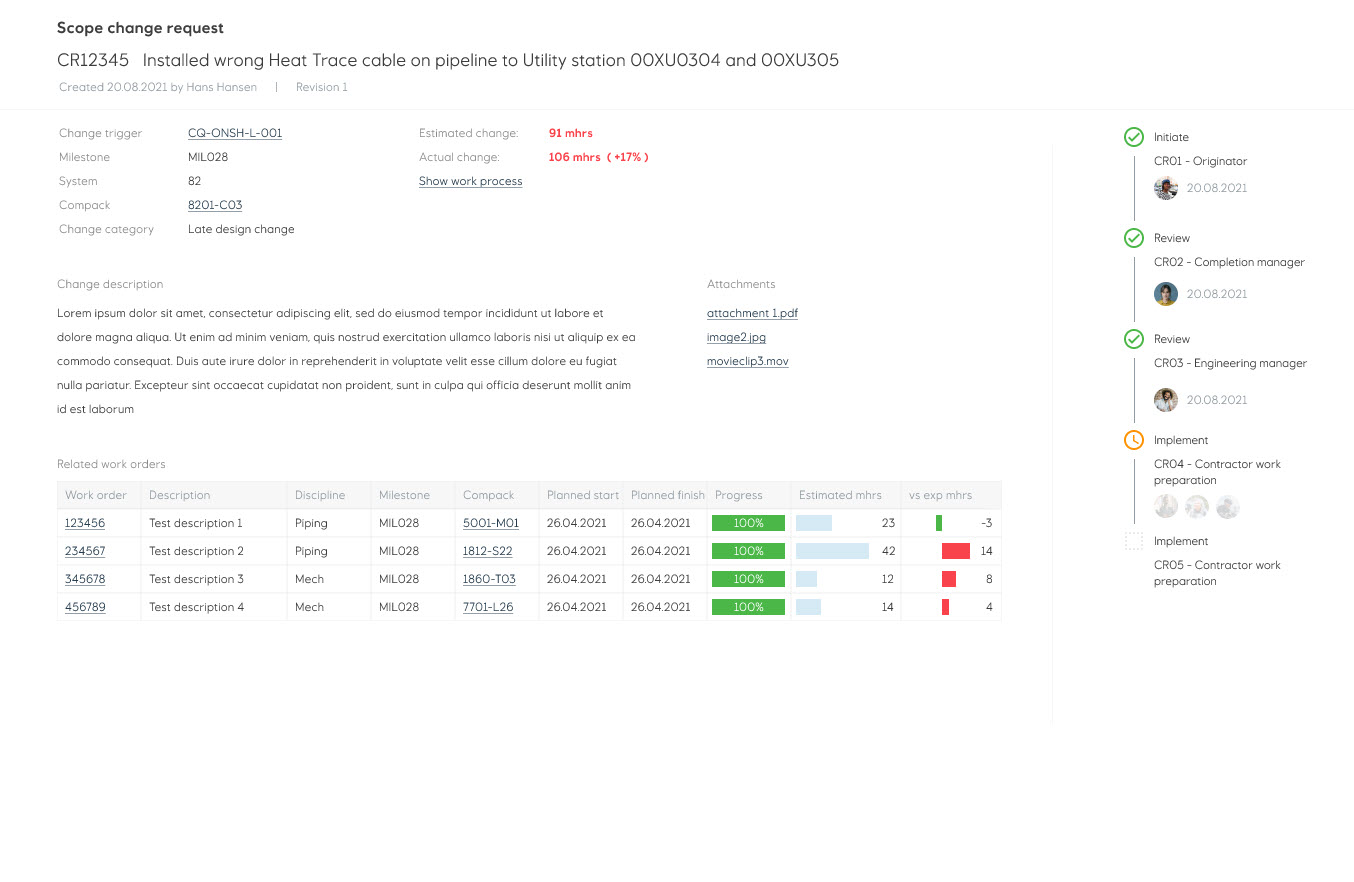 Scope change request
CR12345 Installed wrong Heat Trace cable on pipeline to Utility station 00XU0304 and 00XU305
Created 20.08.2021 by Hans Hansen | Revision 1
Change trigger CQ-ONSH-L-001
Milestone MIL028
System 82
Compack 8201-C03
Change category Late design change
Estimated change: 91 mhrs
Actual change: 106 mhrs ( +17% )
Show work process
Change description
Lorem ipsum dolor sit amet, consectetur adipiscing elit, sed do eiusmod tempor incididunt ut labore et
dolore magna aliqua. Ut enim ad minim veniam, quis nostrud exercitation ullamco laboris nisi ut aliquip ex ea
commodo consequat. Duis aute irure dolor in reprehenderit in voluptate velit esse cillum dolore eu fugiat
nulla pariatur. Excepteur sint occaecat cupidatat non proident, sunt in culpa qui officia deserunt mollit anim
id est laborum
Attachments
attachment 1.pdf
image2.jpg
movieclip3.mov
Related work orders
Work order Description Discipline Milestone Compack Planned start Planned finish Progress Estimated mhrs vs exp mhrs
123456 Test description 1 Piping MIL028 5001-M01 26.04.2021 26.04.2021 100% 23 -3
234567 Test description 2 Piping MIL028 1812-S22 26.04.2021 26.04.2021 100% 42 14
345678 Test description 3 Mech MIL028 1860-T03 26.04.2021 26.04.2021 100% 12 8
456789 Test description 4 Mech MIL028 7701-L26 26.04.2021 26.04.2021 100% 14 4
Initiate
CR01 - Originator
20.08.2021
Review
CR02 - Completion manager
20.08.2021
Review
CR03 - Engineering manager
20.08.2021
Implement
CR04 - Contractor work
preparation
Implement
CR05 - Contractor work
preparation